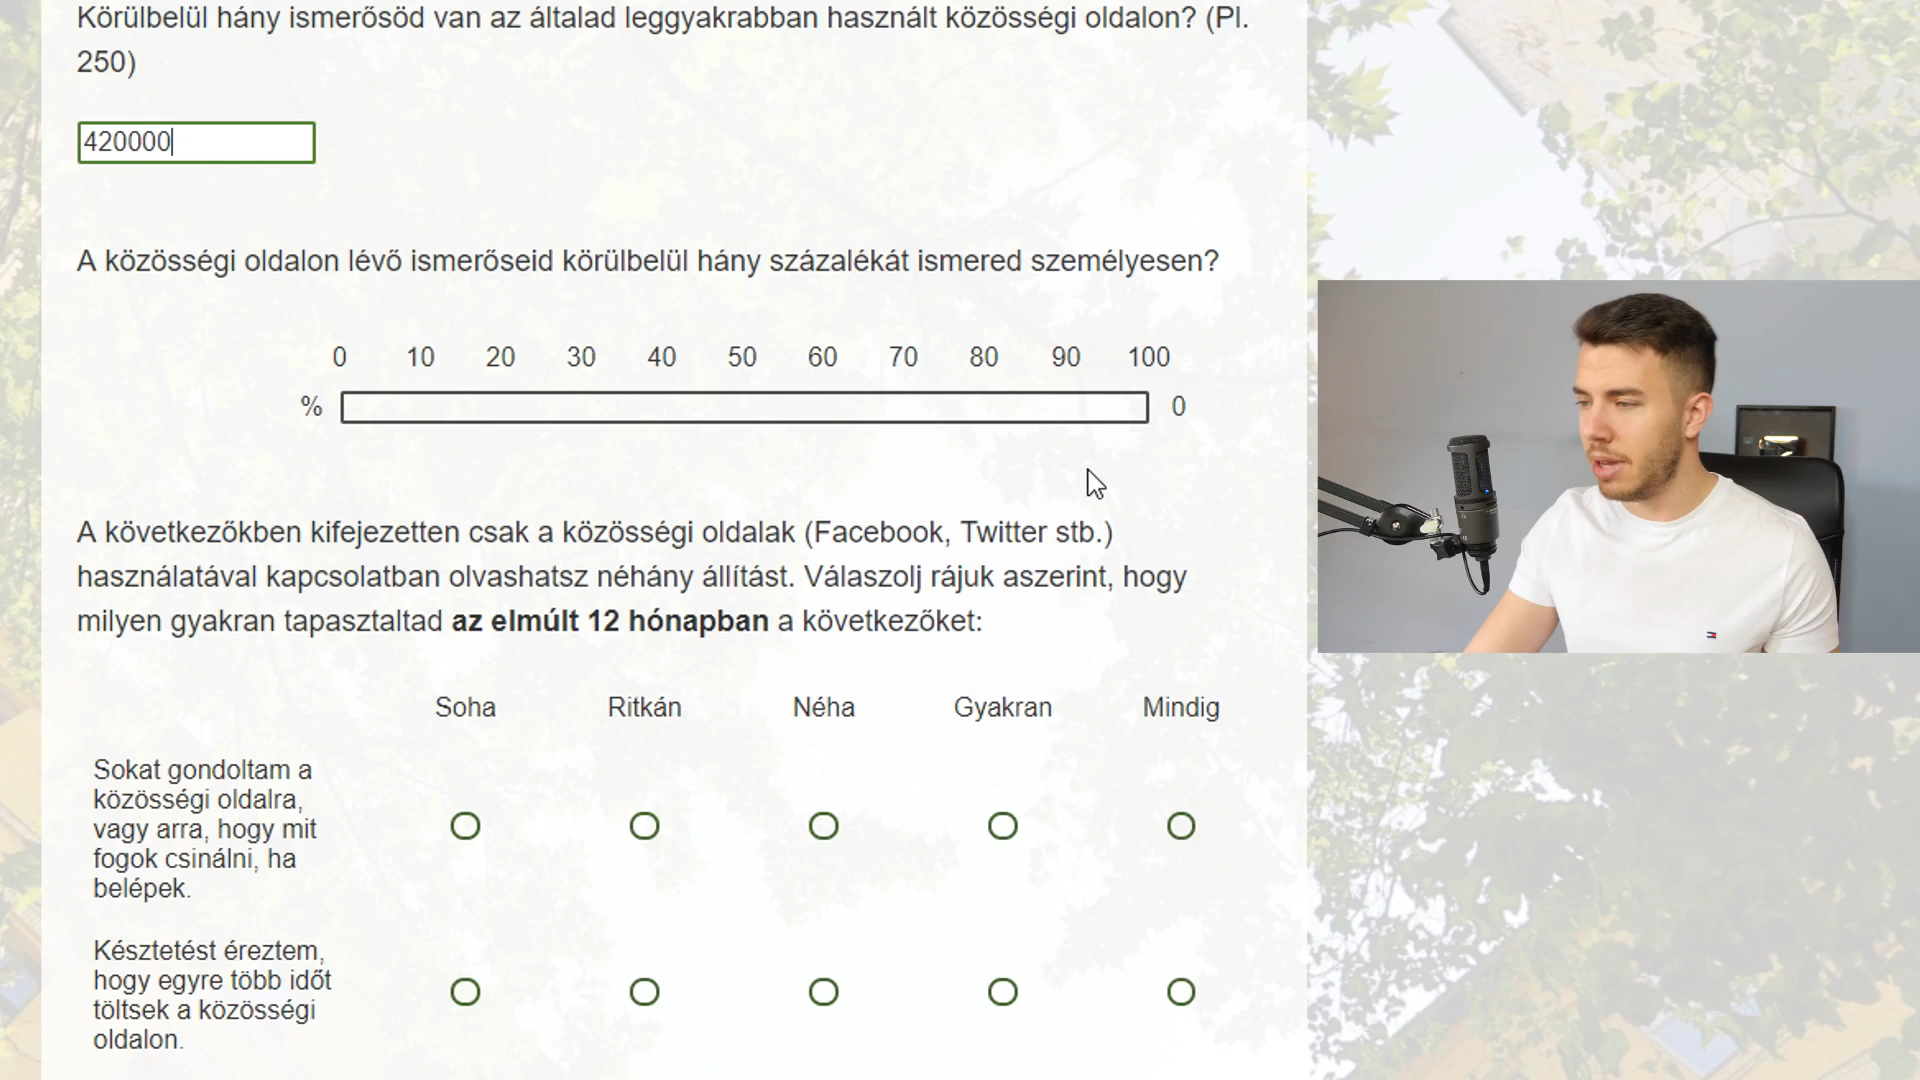 Körülbelül hány ismerősöd van az általad leggyakrabban használt közösségi oldalon? (Pl.
250)
420000
A közösségi oldalon lévő ismerőseid körülbelül hány százalékát ismered személyesen?
0 10 20 30 40 50 60 70 80 90 100
% 0
A következőkben kifejezetten csak a közösségi oldalak (Facebook, Twitter stb.)
használatával kapcsolatban olvashatsz néhány állítást. Válaszolj rájuk aszerint, hogy
milyen gyakran tapasztaltad az elmúlt 12 hónapban a következőket:
Soha Ritkán Néha Gyakran Mindig
Sokat gondoltam a
közösségi oldalra,
vagy arra, hogy mit
fogok csinálni, ha
belépek.
Késztetést éreztem,
hogy egyre több időt
töltsek a közösségi
oldalon.